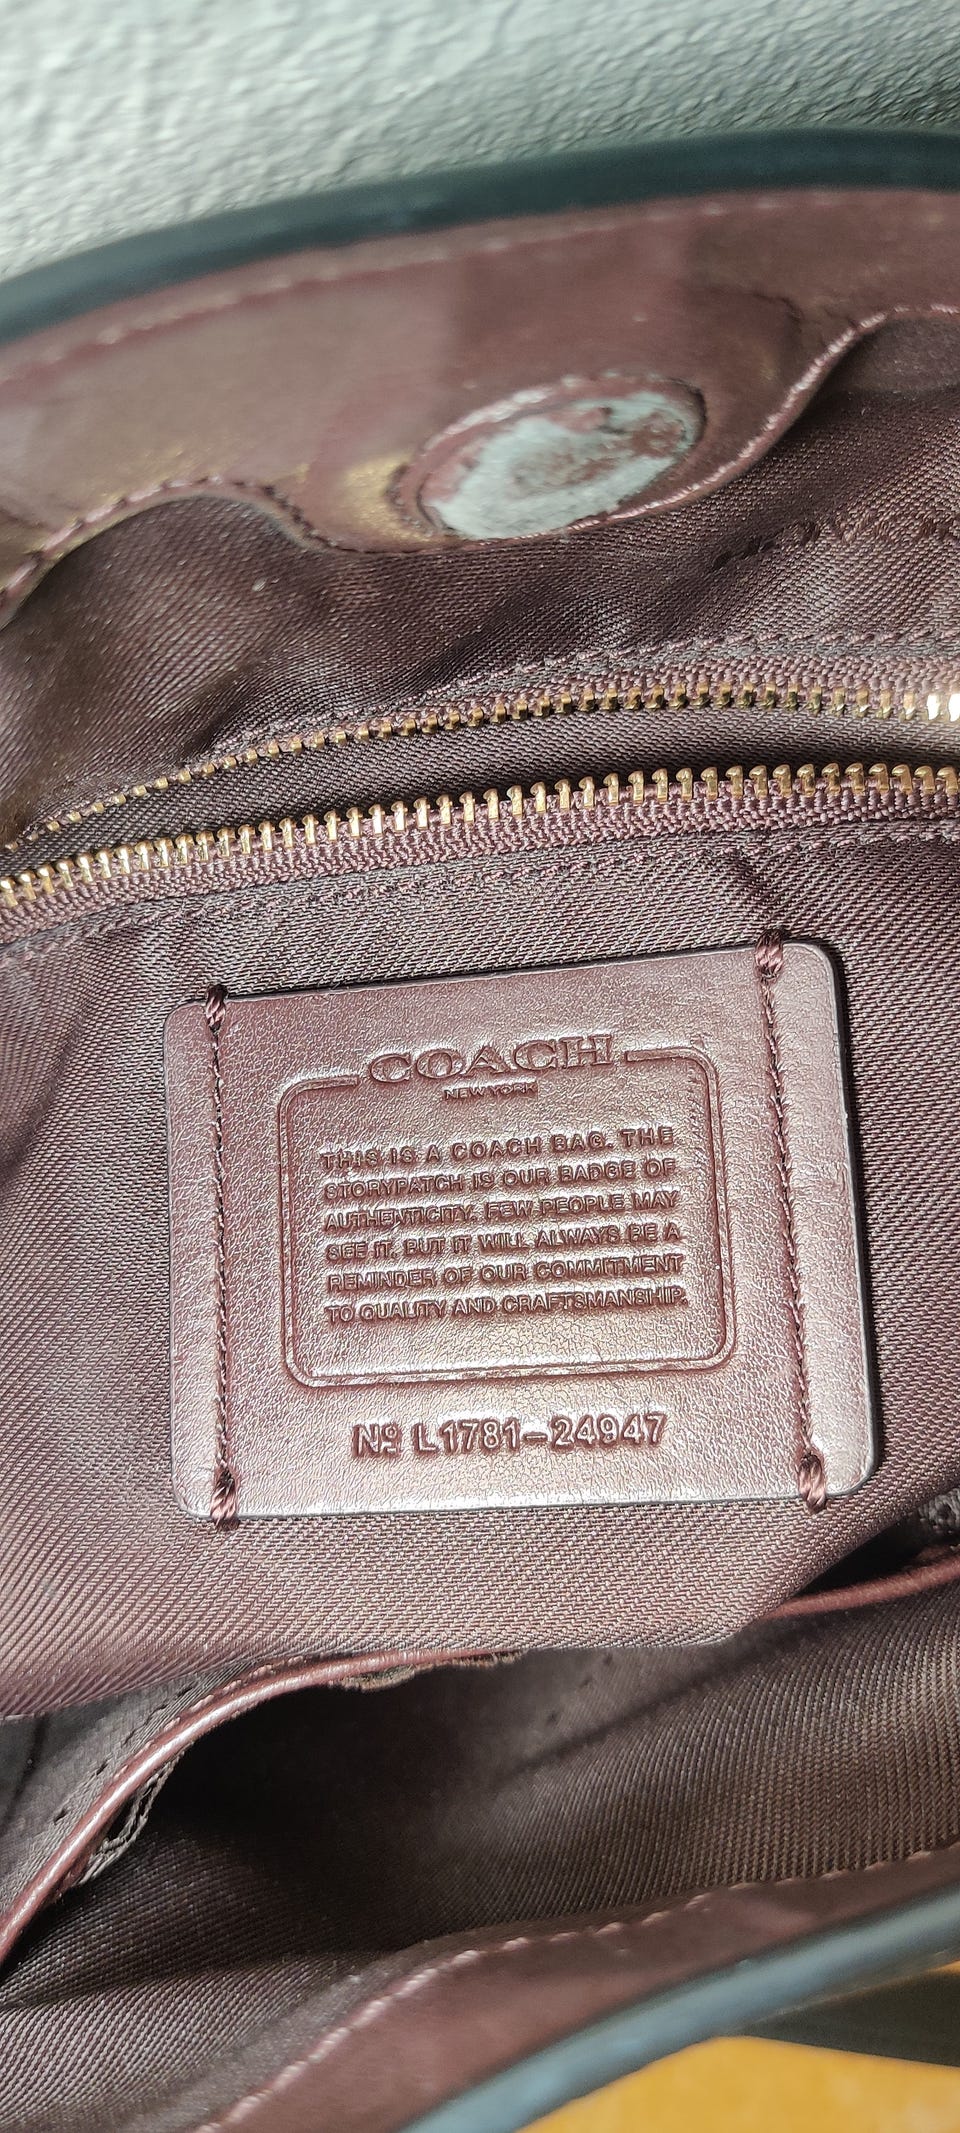 COACH
NEW YORK
THIS IS A COACH BAG. THE
STORYPATCH IS OUR BADGE OF
AUTHENTICITY. FEW PEOPLE MAY
SEE IT, BUT IT WILL ALWAYS BE A
REMINDER OF OUR COMMITMENT
TO QUALITY AND CRAFTSMANSHIP.
Nº L1781-24947